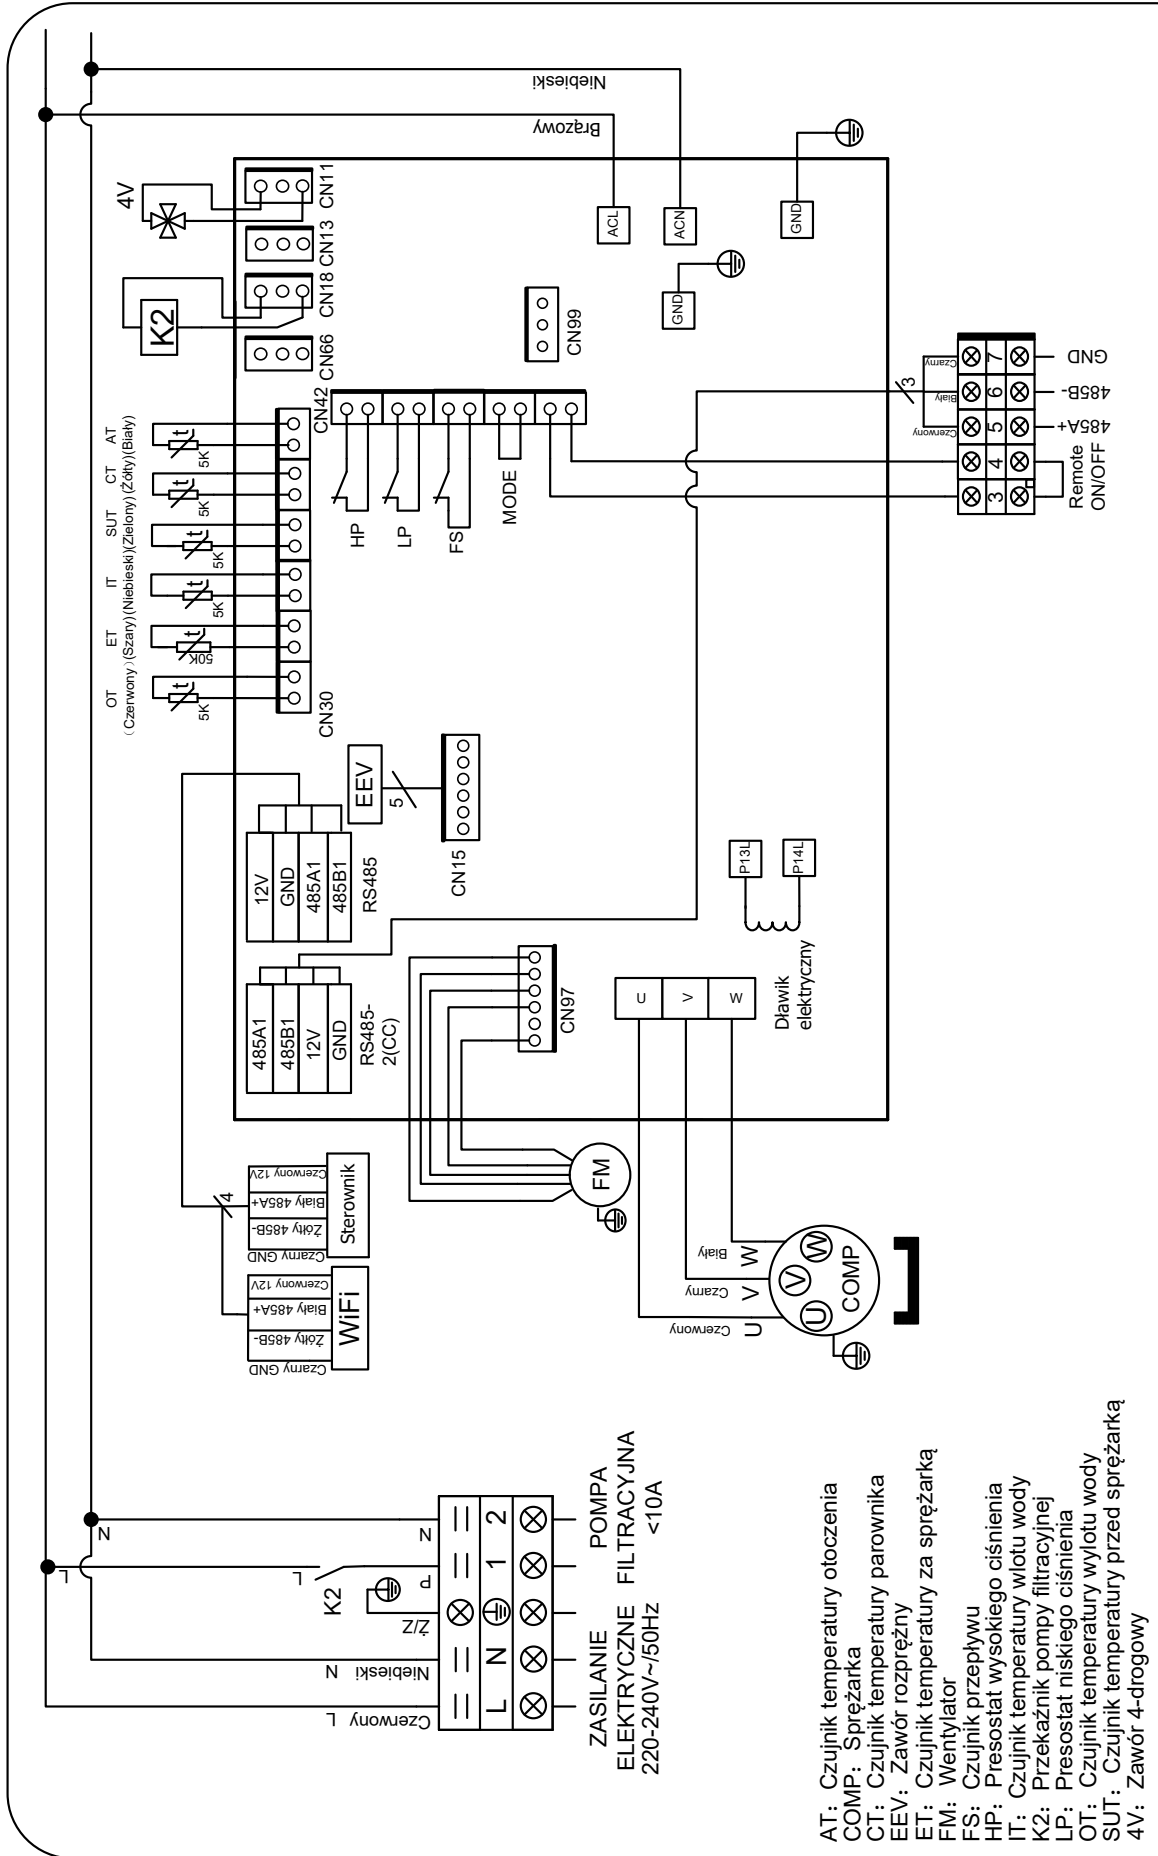 Niebieski
Brązowy
4V
CN11
CN13
K2
CN18
CN66
ACL
ACN
GND
GND
CN99
AT
CT
SUT
IT
ET
OT
(Biały)
(Żółty)
(Zielony)
(Niebieski)
(Szary)
(Czerwony)
t
5K
t
5K
t
5K
t
5K
t
50K
t
5K
CN42
CN30
HP
LP
FS
MODE
3
Czarny
Biały
Czerwony
7
6
5
4
3
GND
485B-
485A+
Remote
ON/OFF
EEV
5
CN15
12V
GND
485A1
485B1
RS485
485A1
485B1
12V
GND
RS485-
2(CC)
CN97
P13L
P14L
Dławik
elektryczny
U
V
W
4
Czerwony 12V
Biały 485A+
Żółty 485B-
Czarny GND
Sterownik
Czerwony 12V
Biały 485A+
Żółty 485B-
Czarny GND
WiFi
FM
Biały
W
Czarny
V
Czerwony
U
U
V
W
COMP
N
L
L
K2
N
P
Ż/Z
Niebieski
N
Czerwony
L
L
N
1
2
ZASILANIE
ELEKTRYCZNE
220-240V~/50Hz
POMPA
FILTRACYJNA
<10A
AT: Czujnik temperatury otoczenia
COMP: Sprężarka
CT: Czujnik temperatury parownika
EEV: Zawór rozprężny
ET: Czujnik temperatury za sprężarką
FM: Wentylator
FS: Czujnik przepływu
HP: Presostat wysokiego ciśnienia
IT: Czujnik temperatury wlotu wody
K2: Przekaźnik pompy filtracyjnej
LP: Presostat niskiego ciśnienia
OT: Czujnik temperatury wylotu wody
SUT: Czujnik temperatury przed sprężarką
4V: Zawór 4-drogowy